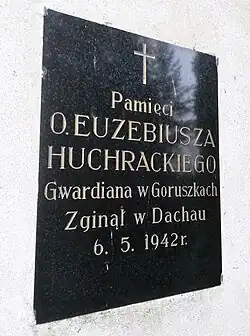 Pamięci
O. EUZEBIUSZA
HUCHRACKIEGO
Gwardiana w Goruszkach
Zginął w Dachau
6. 5. 1942 r.